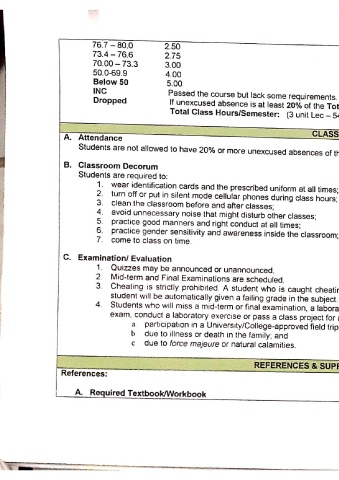 76.7 – 80.0 2.50
73.4 – 76.6 2.75
70.00 – 73.3 3.00
50.0-69.9 4.00
Below 50 5.00
INC Passed the course but lack some requirements.
Dropped If unexcused absence is at least 20% of the Tot
Total Class Hours/Semester: (3 unit Lec –
CLASS
A. Attendance
Students are not allowed to have 20% or more unexcused absences of th
B. Classroom Decorum
Students are required to:
1. wear identification cards and the prescribed uniform at all times;
2. turn off or put in silent mode cellular phones during class hours;
3. clean the classroom before and after classes;
4. avoid unnecessary noise that might disturb other classes;
5. practice good manners and right conduct at all times;
6. practice gender sensitivity and awareness inside the classroom;
7. come to class on time.
C. Examination/ Evaluation
1. Quizzes may be announced or unannounced.
2. Mid-term and Final Examinations are scheduled.
3. Cheating is strictly prohibited. A student who is caught cheatin
student will be automatically given a failing grade in the subject.
4. Students who will miss a mid-term or final examination, a labora
exam, conduct a laboratory exercise or pass a class project for
a participation in a University/College-approved field trip
b due to illness or death in the family; and
c due to force majeure or natural calamities.
REFERENCES & SUPP
References:
A. Required Textbook/Workbook